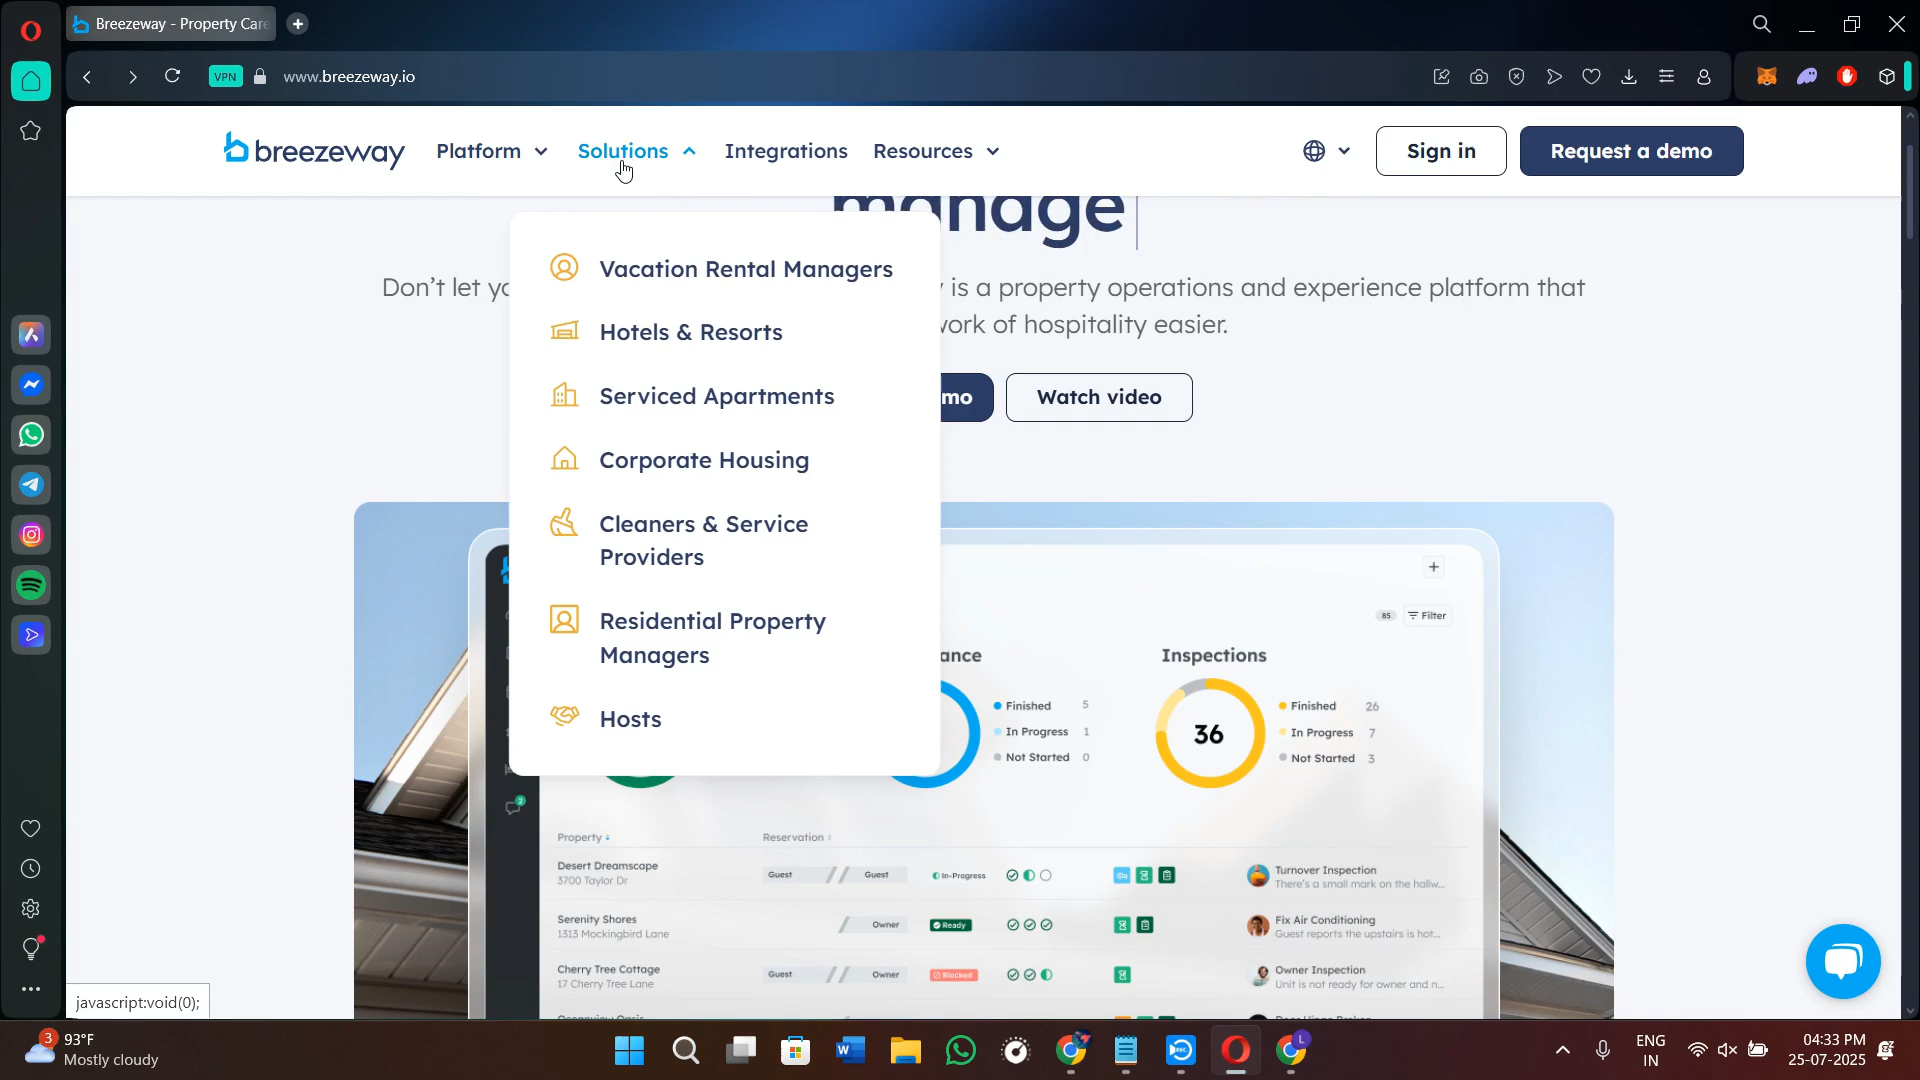 Breezeway - Property Care
VPN
www.breezeway.io
breezeway
Platform
Solutions
Integrations
Resources
Sign in
Request a demo
manage
Don’t let yo
is a property operations and experience platform that
work of hospitality easier.
mo
Watch video
Vacation Rental Managers
Hotels & Resorts
Serviced Apartments
Corporate Housing
Cleaners & Service
Providers
Residential Property
Managers
Hosts
85
Filter
ance
Inspections
Finished 5
In Progress 1
Not Started 0
36
Finished 26
In Progress 7
Not Started 3
2
Property
Reservation
Desert Dreamscape
3700 Taylor Dr
Guest
Guest
In-Progress
Turnover Inspection
There's a small mark on the hallw...
Serenity Shores
1313 Mockingbird Lane
Owner
Ready
Fix Air Conditioning
Guest reports the upstairs is hot...
Cherry Tree Cottage
17 Cherry Tree Lane
Guest
Owner
Blocked
Owner Inspection
Unit is not ready for owner and n...
javascript:void(0);
3
93°F
Mostly cloudy
REC
L
ENG
IN
04:33 PM
25-07-2025